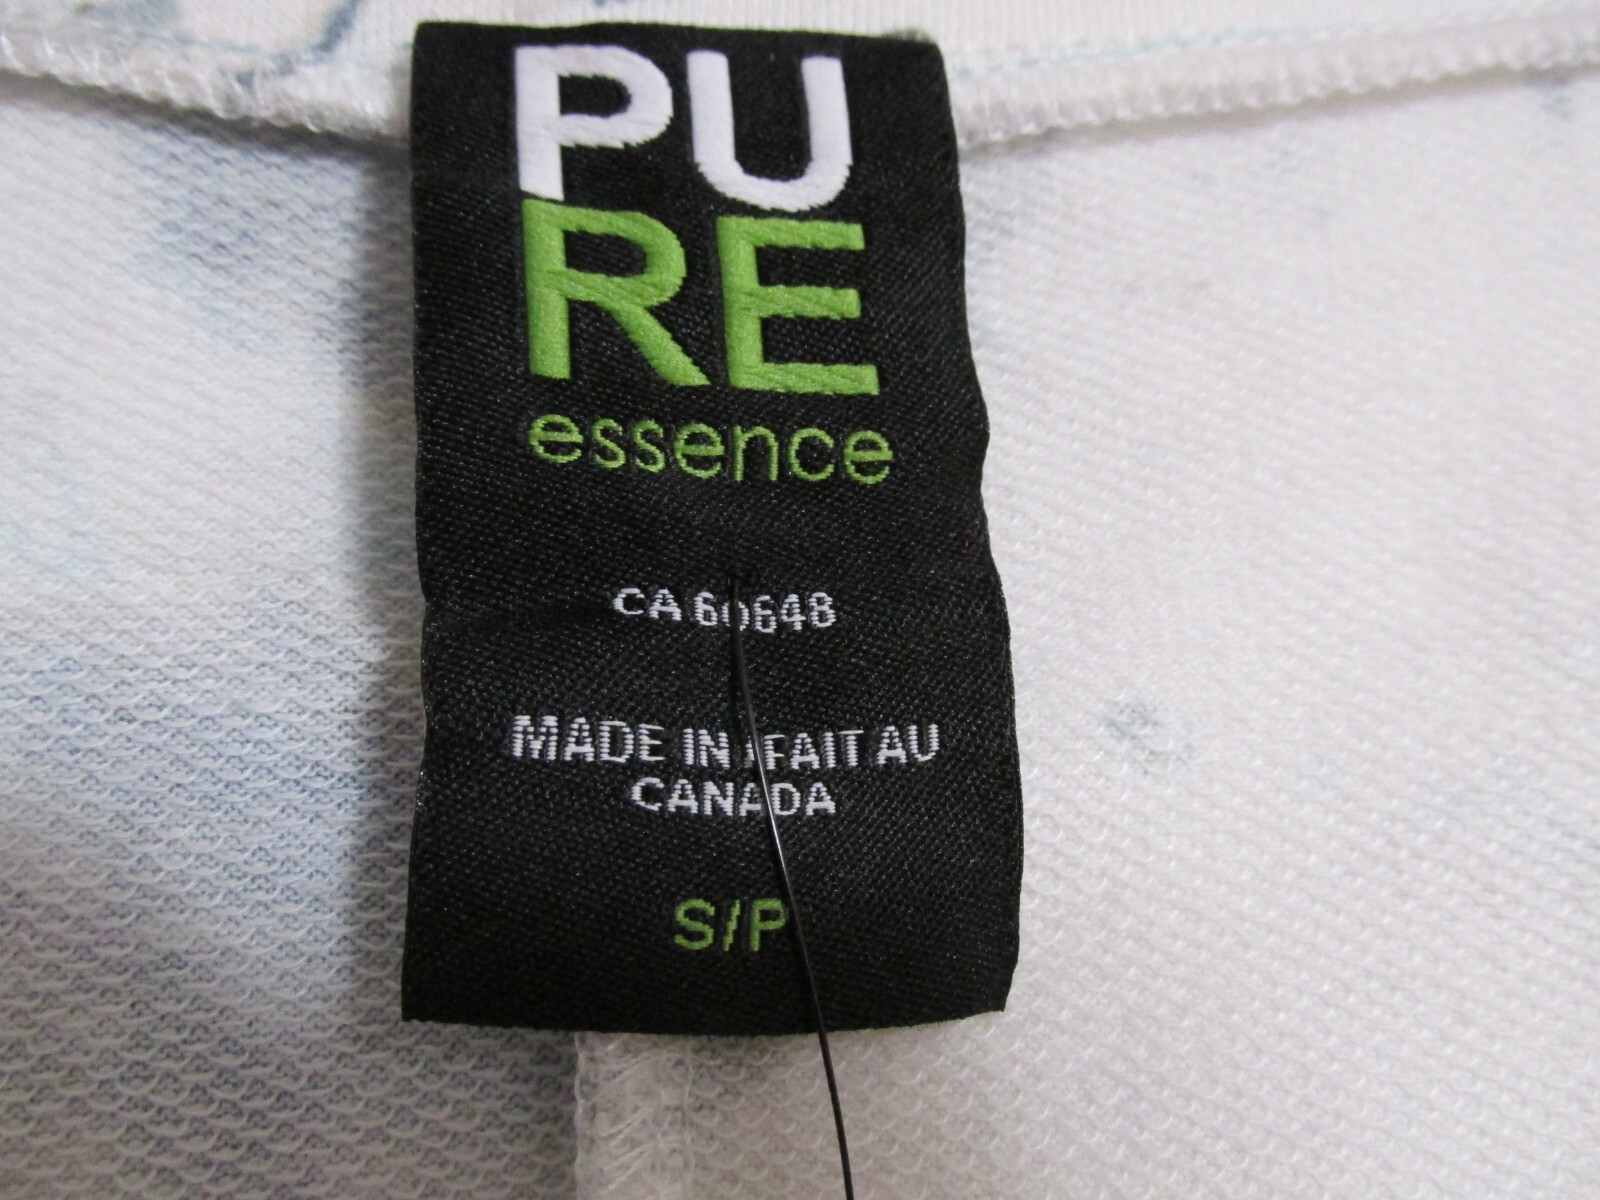 PU
RE
essence
CA 60648
MADE IN / FAIT AU
CANADA
S/P